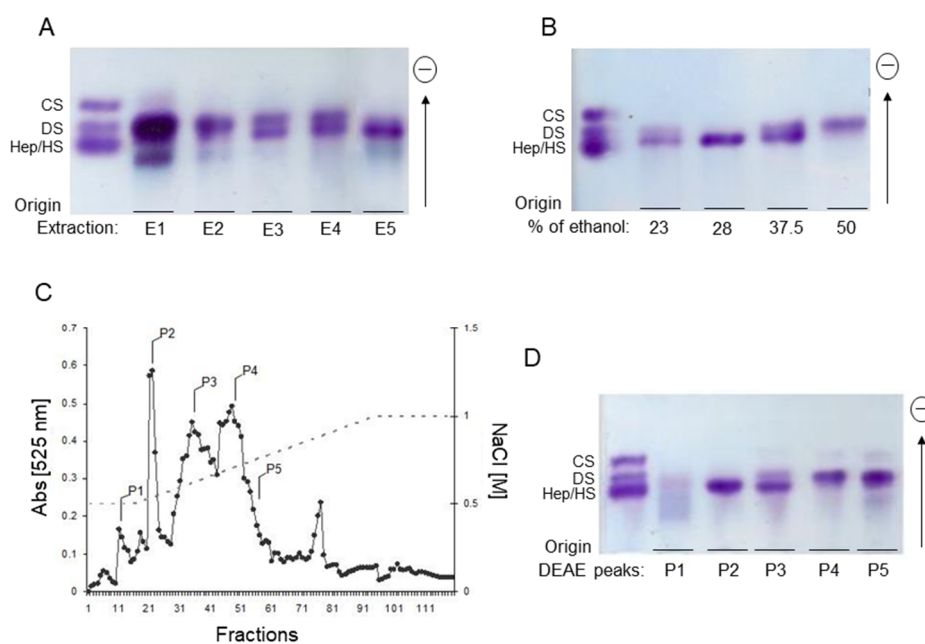 A
CS
DS
Hep/HS
Origin
Extraction: E1 E2 E3 E4 E5
B
CS
DS
Hep/HS
Origin
% of ethanol: 23 28 37.5 50
C
0.7
0.6
0.5
0.4
0.3
0.2
0.1
0
Abs [525 nm]
P1
P2
P3
P4
P5
1.5
1
0.5
0
NaCl [M]
1 11 21 31 41 51 61 71 81 91 101 111
Fractions
D
CS
DS
Hep/HS
Origin
DEAE peaks: P1 P2 P3 P4 P5